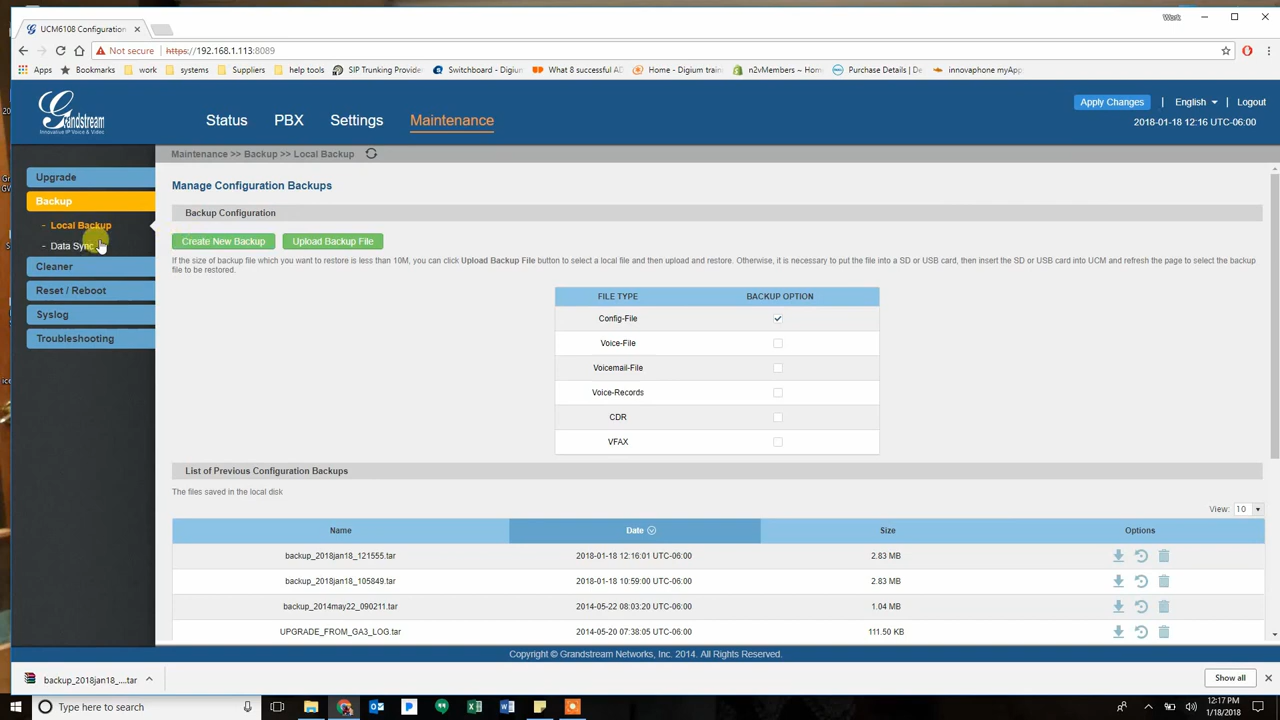 Work
UCM6108 Configuration
Not secure
https://192.168.1.113:8089
Apps
Bookmarks
work
systems
Suppliers
help tools
SIP Trunking Provide
Switchboard - Digium
What 8 successful AD
Home - Digium train
n2vMembers ~ Home
Purchase Details | De
innovaphone myApp
Grandstream
Innovative IP Voice & Video
Status
PBX
Settings
Maintenance
Apply Changes
English
Logout
2018-01-18 12:16 UTC-06:00
Maintenance >> Backup >> Local Backup
Upgrade
Backup
- Local Backup
- Data Sync
Cleaner
Reset / Reboot
Syslog
Troubleshooting
Manage Configuration Backups
Backup Configuration
Create New Backup
Upload Backup File
If the size of backup file which you want to restore is less than 10M, you can click Upload Backup File button to select a local file and then upload and restore. Otherwise, it is necessary to put the file into a SD or USB card, then insert the SD or USB card into UCM and refresh the page to select the backup
file to be restored.
FILE TYPE BACKUP OPTION
Config-File
Voice-File
Voicemail-File
Voice-Records
CDR
VFAX
List of Previous Configuration Backups
The files saved in the local disk
View: 10
Name Date Size Options
backup_2018jan18_121555.tar 2018-01-18 12:16:01 UTC-06:00 2.83 MB
backup_2018jan18_105849.tar 2018-01-18 10:59:00 UTC-06:00 2.83 MB
backup_2014may22_090211.tar 2014-05-22 08:03:20 UTC-06:00 1.04 MB
UPGRADE_FROM_GA3_LOG.tar 2014-05-20 07:38:05 UTC-06:00 111.50 KB
Copyright © Grandstream Networks, Inc. 2014. All Rights Reserved.
backup_2018jan18_....tar
Show all
Type here to search
12:17 PM
1/18/2018